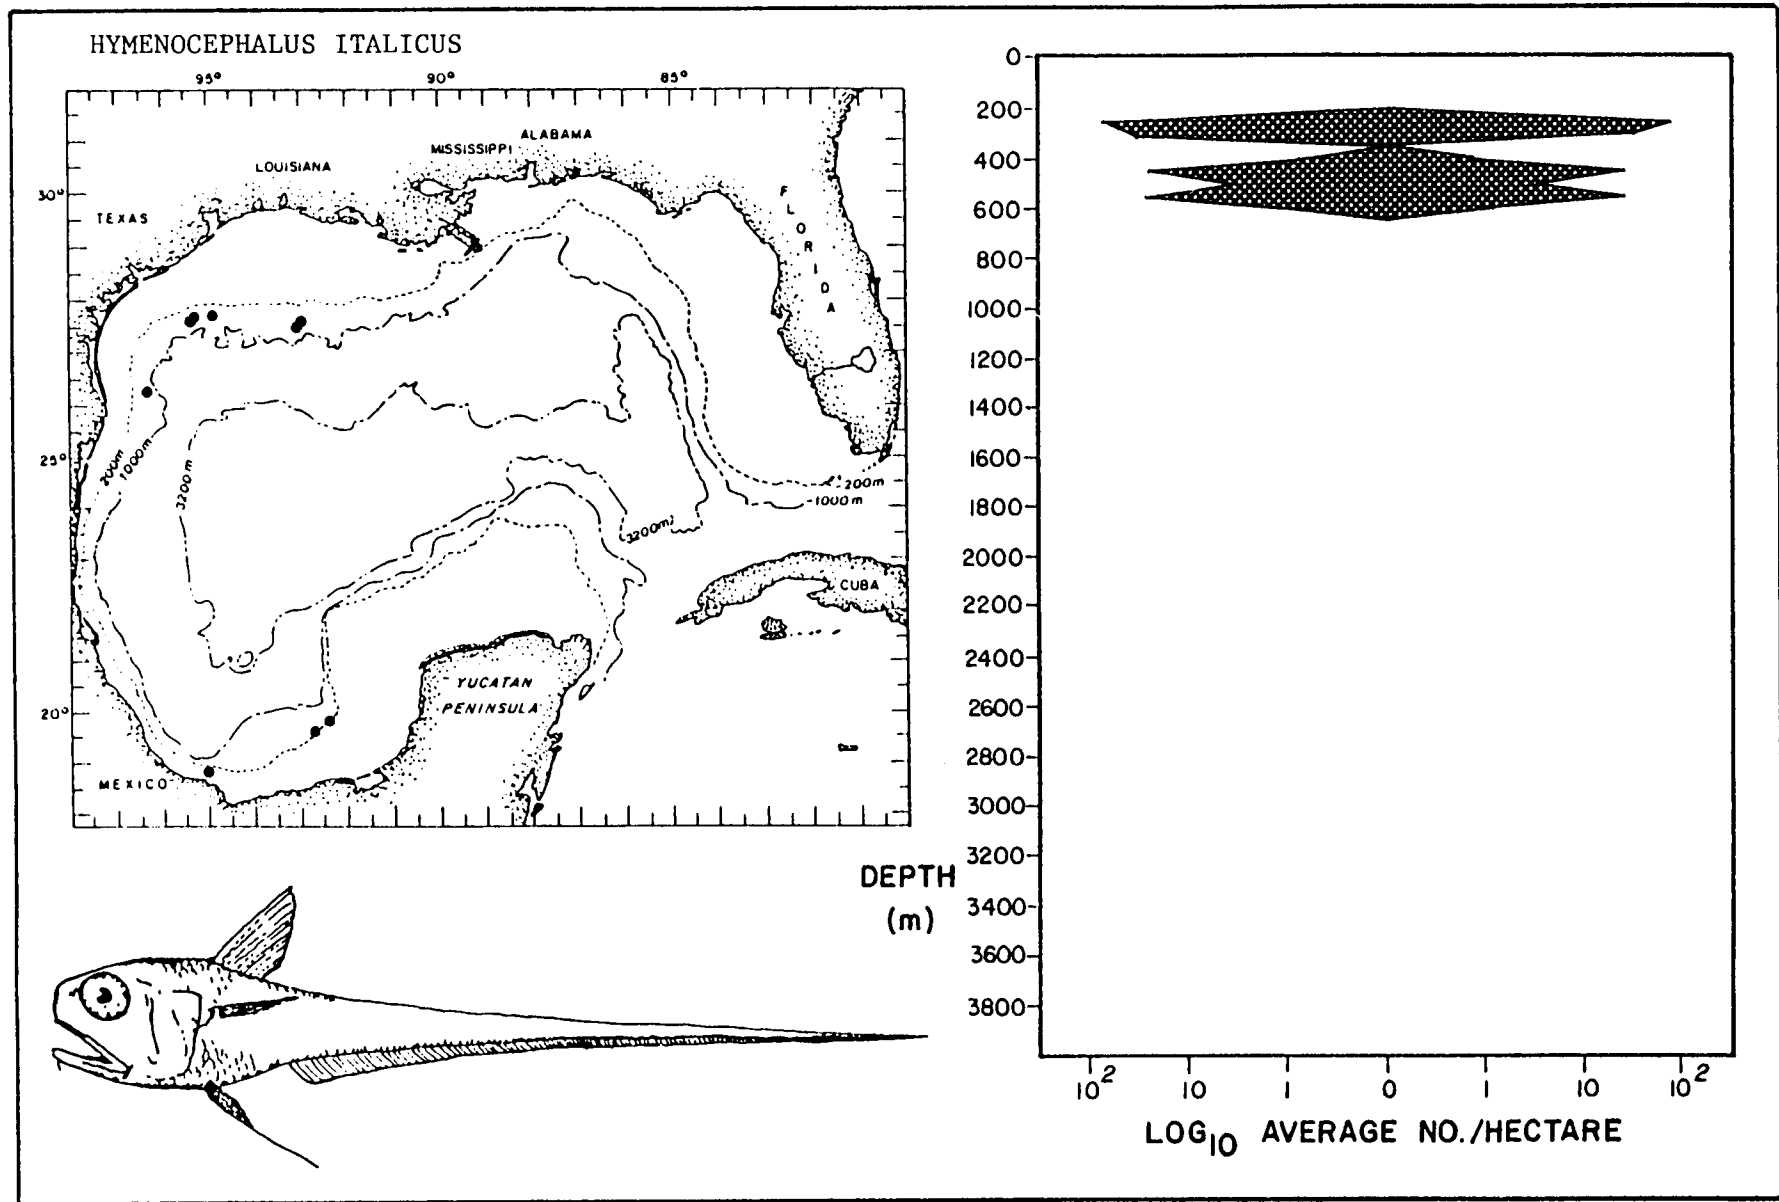 HYMENOCEPHALUS ITALICUS
95° 90° 85°
ALABAMA
MISSISSIPPI
LOUISIANA
30°
TEXAS
FLORIDA
25°
200m
1000m
3200m
200m
1000m
3200m
CUBA
YUCATAN
PENINSULA
20°
MEXICO
0
200
400
600
800
1000
1200
1400
1600
1800
2000
2200
2400
2600
2800
3000
3200
3400
3600
3800
DEPTH
(m)
10² 10 1 0 1 10 10²
LOG₁₀ AVERAGE NO./HECTARE